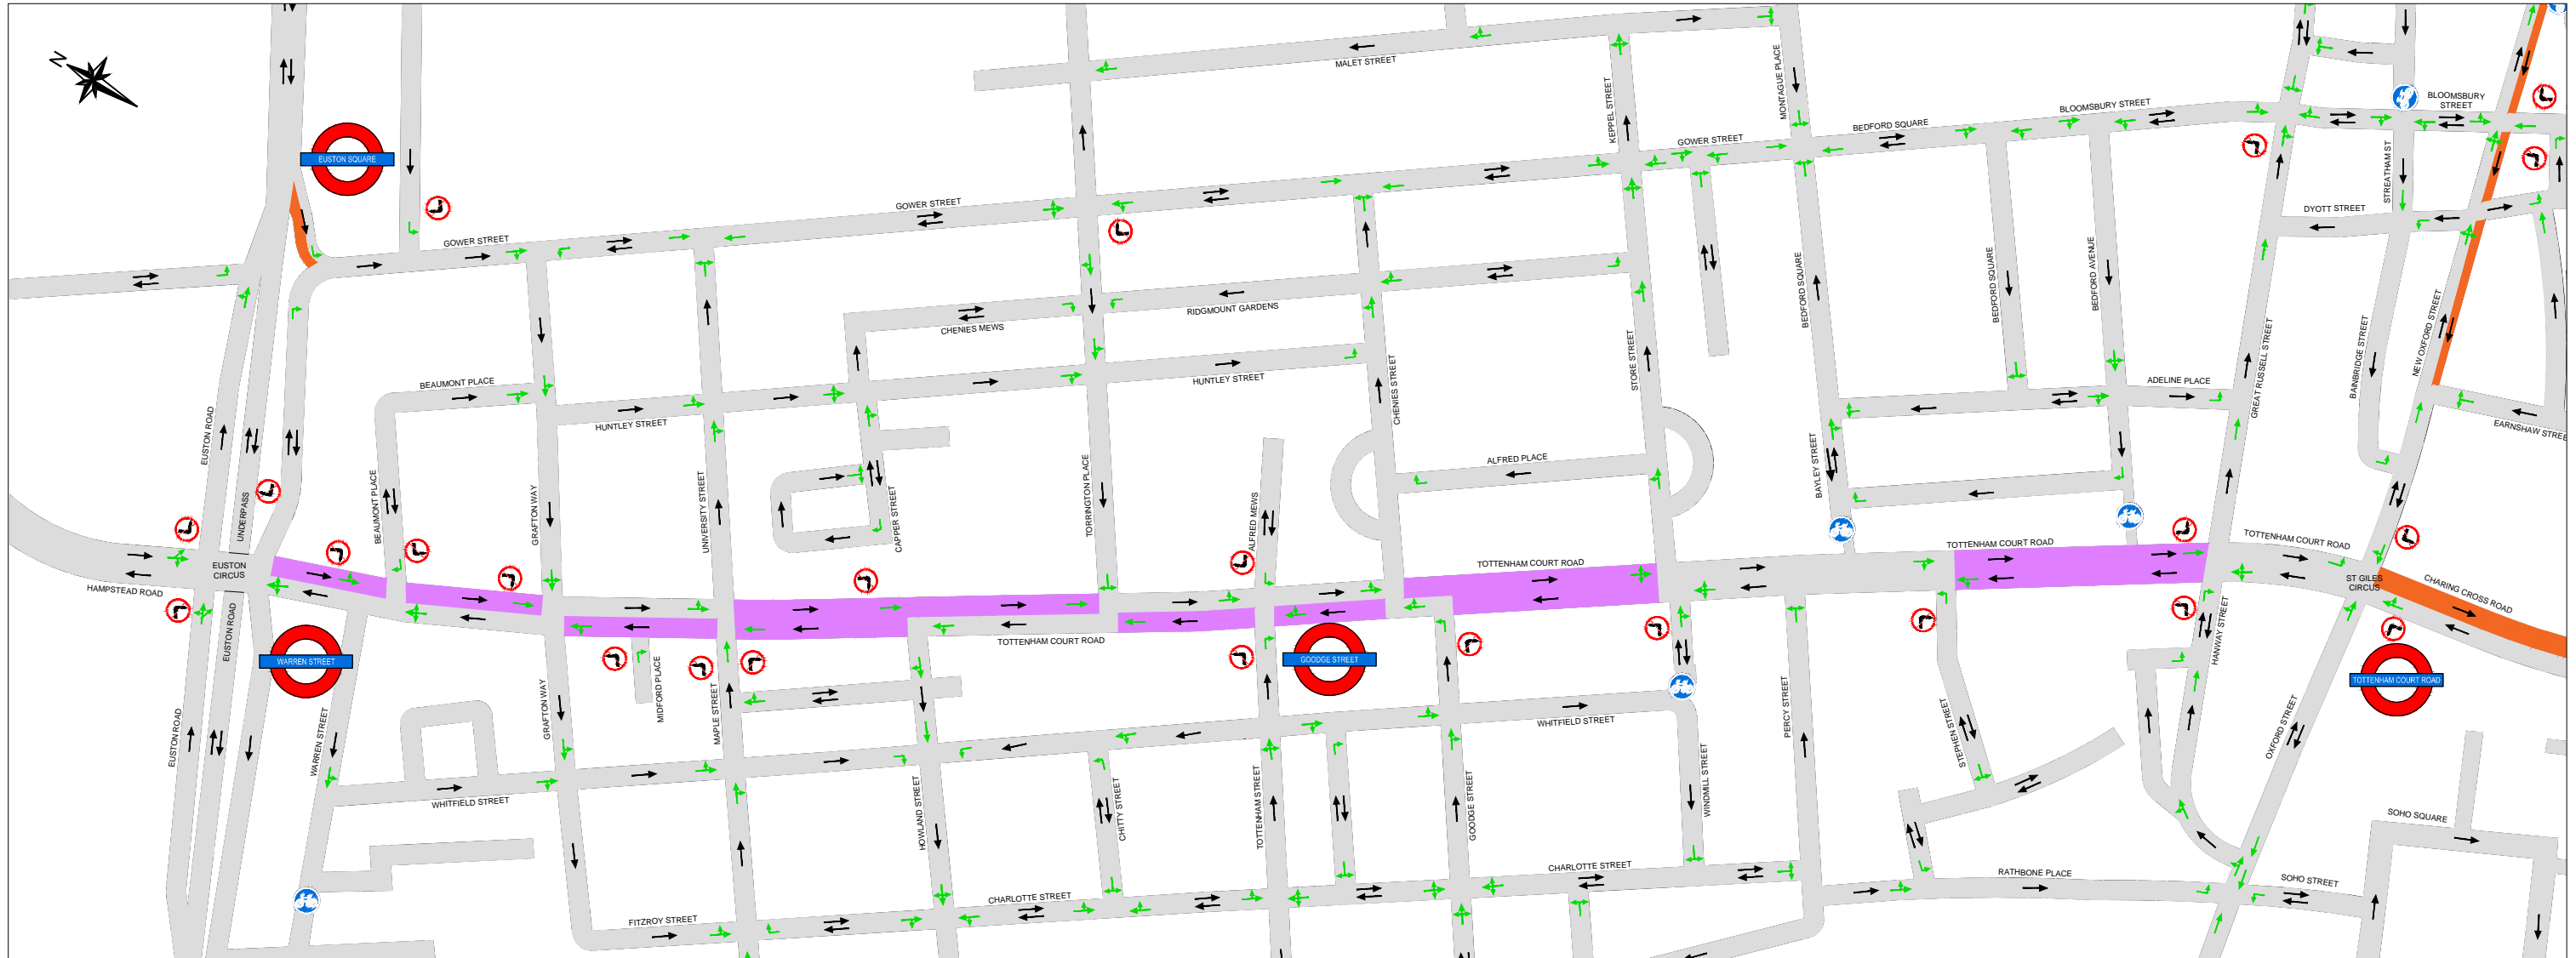 N
EUSTON SQUARE
MALET STREET
KEPPEL STREET
MONTAGUE PLACE
GOWER STREET
BEDFORD SQUARE
BLOOMSBURY STREET
BLOOMSBURY
STREET
STREATHAM ST
DYOTT STREET
GOWER STREET
GOWER STREET
CHENIES MEWS
RIDGMOUNT GARDENS
BEDFORD SQUARE
BEDFORD SQUARE
BEDFORD AVENUE
GREAT RUSSELL STREET
BAINBRIDGE STREET
NEW OXFORD STREET
EARNSHAW STREE
BEAUMONT PLACE
HUNTLEY STREET
HUNTLEY STREET
CHENIES STREET
STORE STREET
ADELINE PLACE
ALFRED PLACE
BAYLEY STREET
EUSTON ROAD
UNDERPASS
BEAUMONT PLACE
GRAFTON WAY
UNIVERSITY STREET
CAPPER STREET
TORRINGTON PLACE
ALFRED MEWS
TOTTENHAM COURT ROAD
TOTTENHAM COURT ROAD
TOTTENHAM COURT ROAD
EUSTON
CIRCUS
HAMPSTEAD ROAD
ST GILES
CIRCUS
CHARING CROSS ROAD
EUSTON ROAD
WARREN STREET
TOTTENHAM COURT ROAD
GOODGE STREET
TOTTENHAM COURT ROAD
HANWAY STREET
EUSTON ROAD
WARREN STREET
GRAFTON WAY
MIDFORD PLACE
MAPLE STREET
WHITFIELD STREET
PERCY STREET
STEPHEN STREET
OXFORD STREET
WHITFIELD STREET
HOWLAND STREET
CHITTY STREET
TOTTENHAM STREET
GOODGE STREET
WINDMILL STREET
SOHO SQUARE
CHARLOTTE STREET
RATHBONE PLACE
SOHO STREET
CHARLOTTE STREET
FITZROY STREET